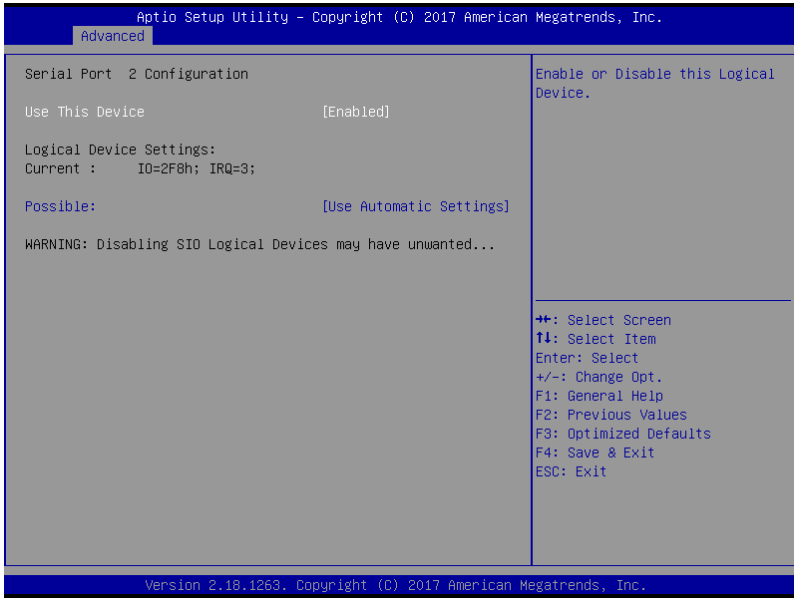 Aptio Setup Utility – Copyright (C) 2017 American Megatrends, Inc.
Advanced
Serial Port 2 Configuration
Use This Device [Enabled]
Logical Device Settings:
Current : IO=2F8h; IRQ=3;
Possible: [Use Automatic Settings]
WARNING: Disabling SIO Logical Devices may have unwanted...
Enable or Disable this Logical
Device.
→←: Select Screen
↑↓: Select Item
Enter: Select
+/-: Change Opt.
F1: General Help
F2: Previous Values
F3: Optimized Defaults
F4: Save & Exit
ESC: Exit
Version 2.18.1263. Copyright (C) 2017 American Megatrends, Inc.